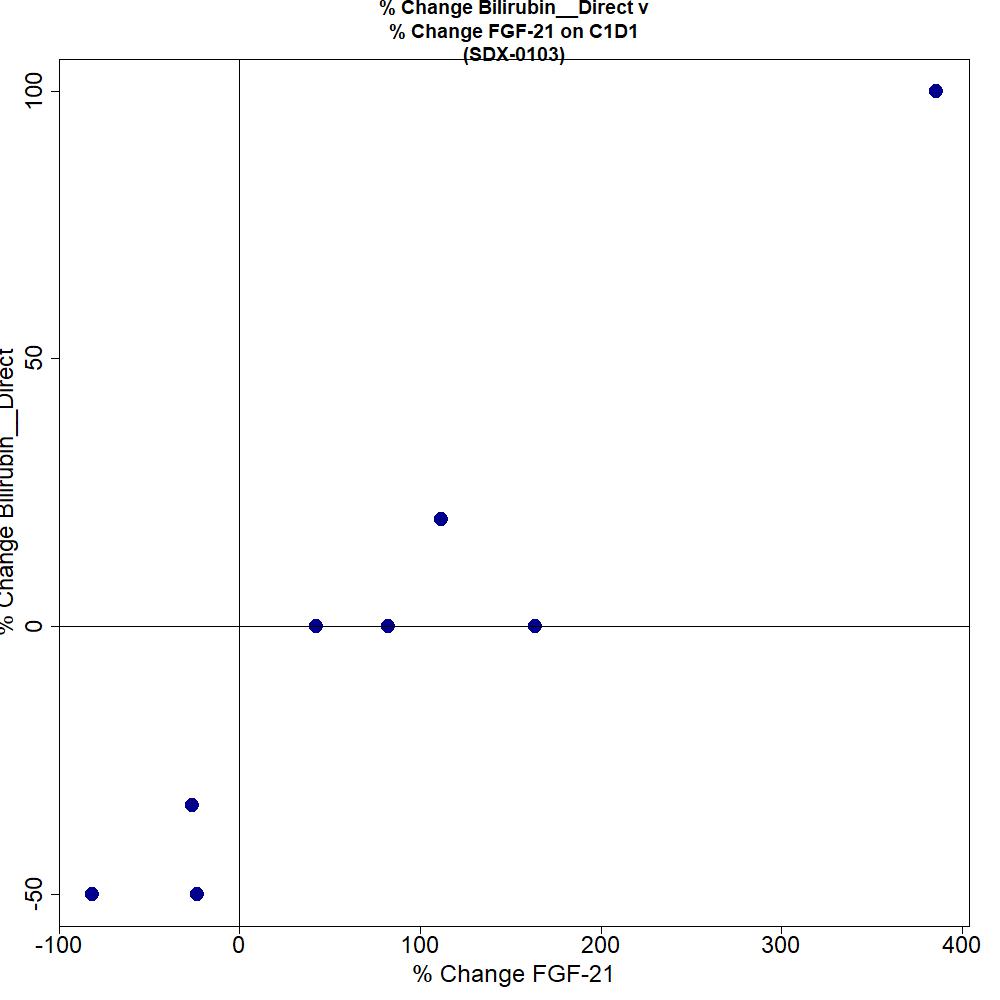 % Change Bilirubin__Direct v
% Change FGF-21 on C1D1
(SDX-0103)
% Change Bilirubin__Direct
100
50
0
-50
-100
0
100
200
300
400
% Change FGF-21